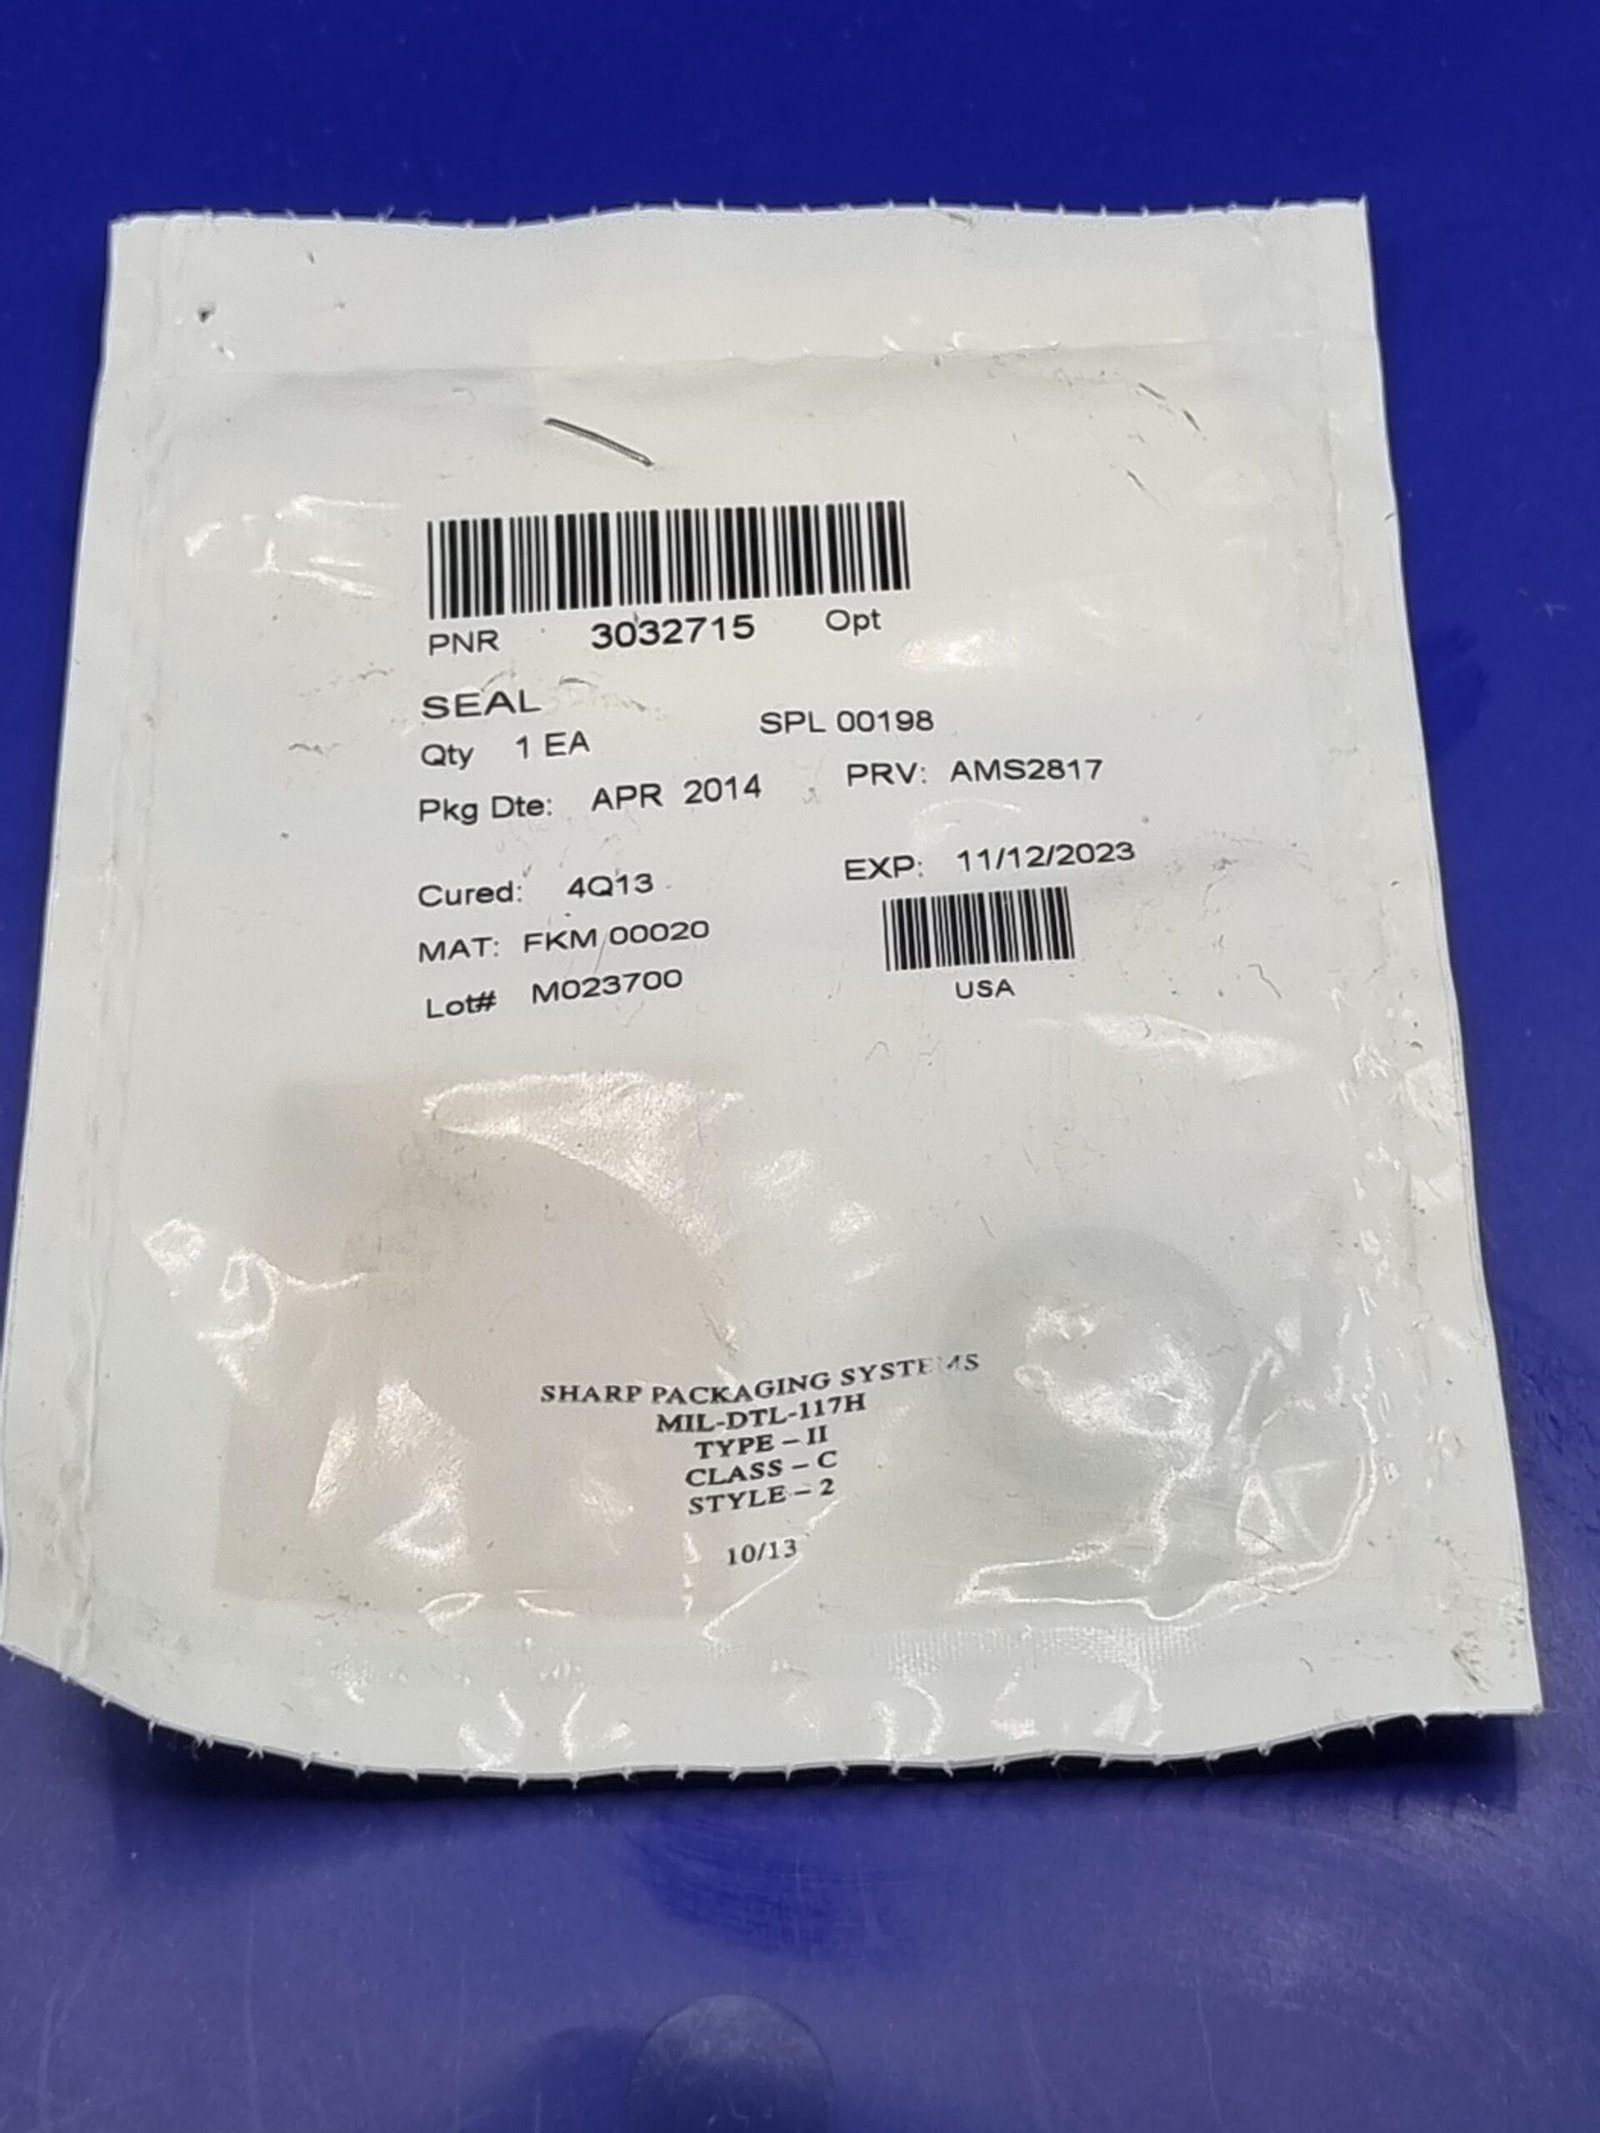 PNR 3032715 Opt
SEAL
Qty 1 EA SPL 00198
Pkg Dte: APR 2014 PRV: AMS2817
Cured: 4Q13 EXP: 11/12/2023
MAT: FKM 00020
Lot# M023700 USA
SHARP PACKAGING SYSTEMS
MIL-DTL-117H
TYPE – II
CLASS – C
STYLE – 2
10/13